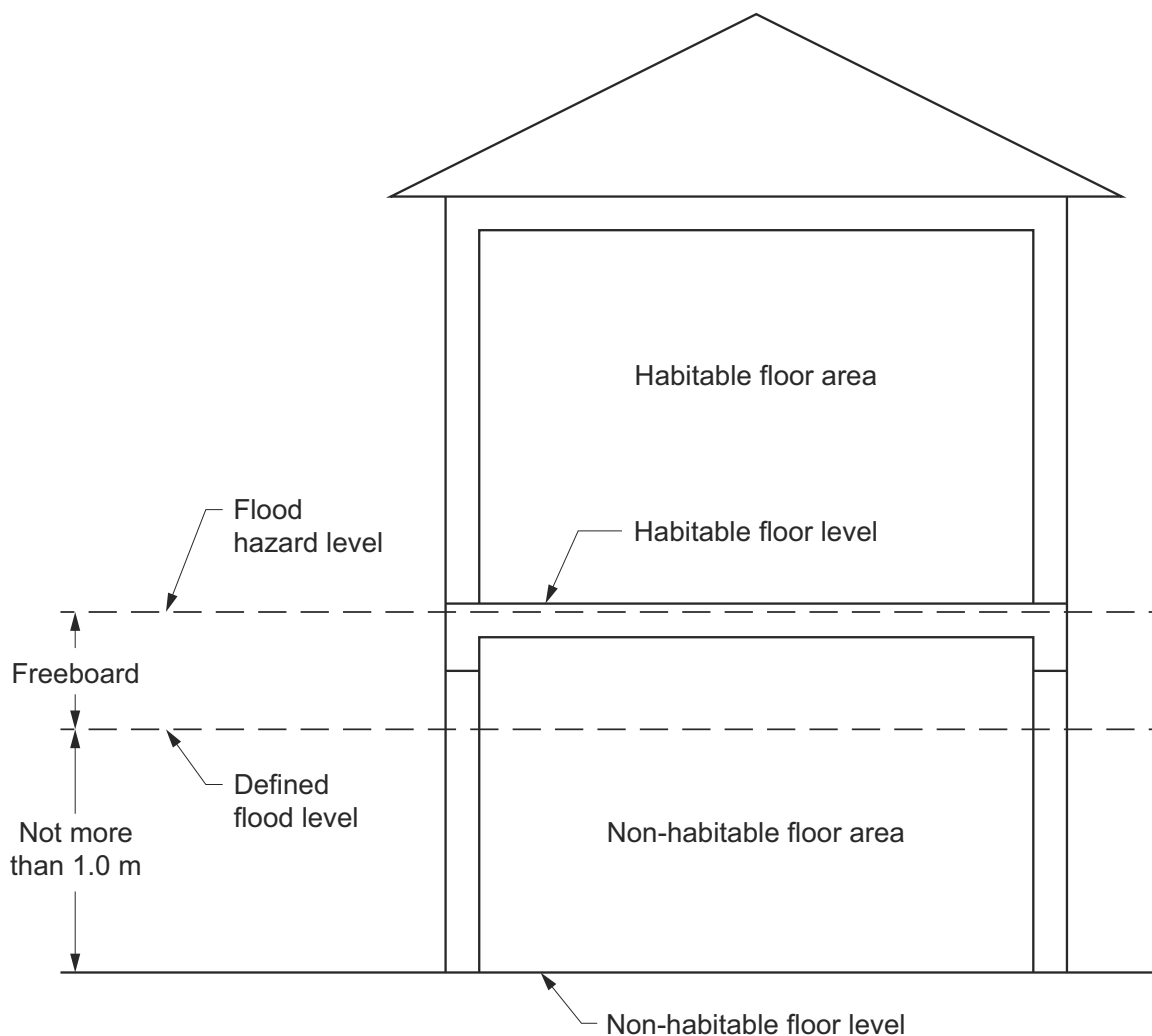 Habitable floor area
Flood
hazard level
Habitable floor level
Freeboard
Defined
flood level
Not more
than 1.0 m
Non-habitable floor area
Non-habitable floor level